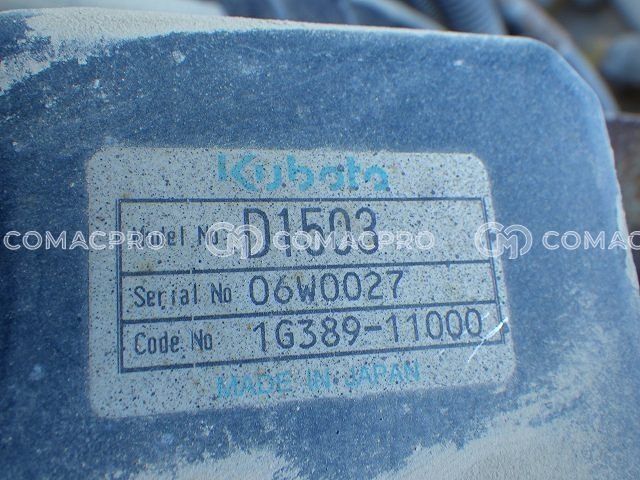 Kubota
Model No D1503
Serial No 06W0027
Code No 1G389-11000
MADE IN JAPAN
COMACPRO COMACPRO COMACPRO